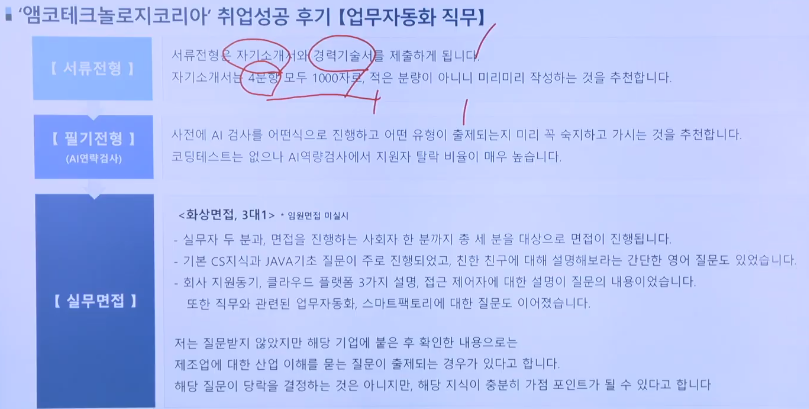 ‘앰코테크놀로지코리아’ 취업성공 후기 【업무자동화 직무】
[ 서류전형 ]
서류전형은 자기소개서와 경력기술서를 제출하게 됩니다.
자기소개서는 4문항 모두 1000자로, 적은 분량이 아니니 미리미리 작성하는 것을 추천합니다.
[ 필기전형 ]
(AI역략검사)
사전에 AI 검사를 어떤식으로 진행하고 어떤 유형이 출제되는지 미리 꼭 숙지하고 가시는 것을 추천합니다.
코딩테스트는 없으나 AI역량검사에서 지원자 탈락 비율이 매우 높습니다.
[ 실무면접 ]
<화상면접, 3대1> * 임원면접 미실시
- 실무자 두 분과, 면접을 진행하는 사회자 한 분까지 총 세 분을 대상으로 면접이 진행됩니다.
- 기본 CS지식과 JAVA기초 질문이 주로 진행되었고, 친한 친구에 대해 설명해보라는 간단한 영어 질문도 있었습니다.
- 회사 지원동기, 클라우드 플랫폼 3가지 설명, 접근 제어자에 대한 설명이 질문의 내용이었습니다.
또한 직무와 관련된 업무자동화, 스마트팩토리에 대한 질문도 이어졌습니다.
저는 질문받지 않았지만 해당 기업에 붙은 후 확인한 내용으로는
제조업에 대한 산업 이해를 묻는 질문이 출제되는 경우가 있다고 합니다.
해당 질문이 당락을 결정하는 것은 아니지만, 해당 지식이 충분히 가점 포인트가 될 수 있다고 합니다